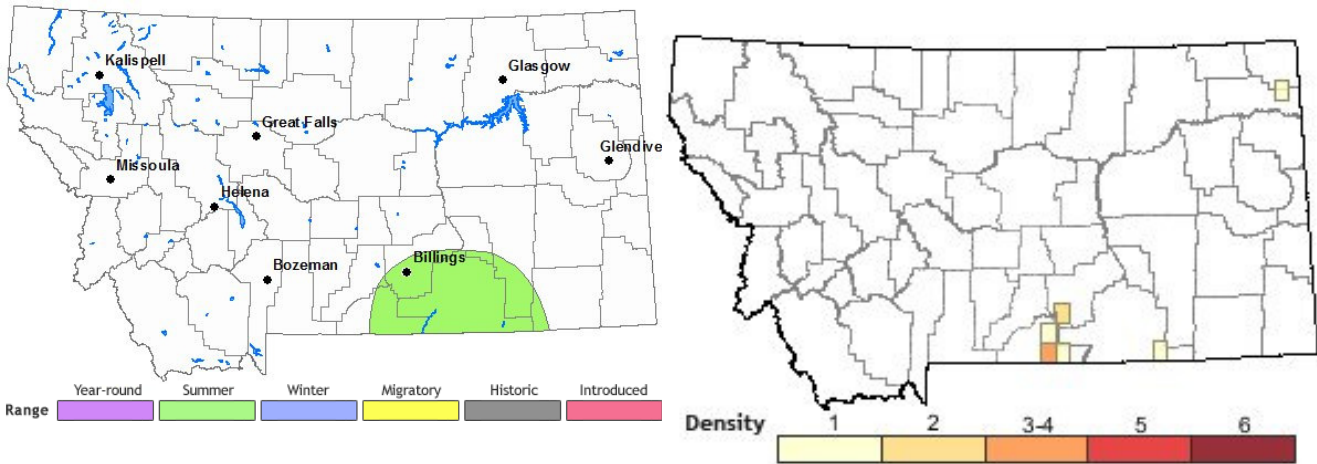 Kalispell
Glasgow
Great Falls
Glendive
Missoula
Helena
Billings
Bozeman
Year-round Summer Winter Migratory Historic Introduced
Range
Density 1 2 3-4 5 6